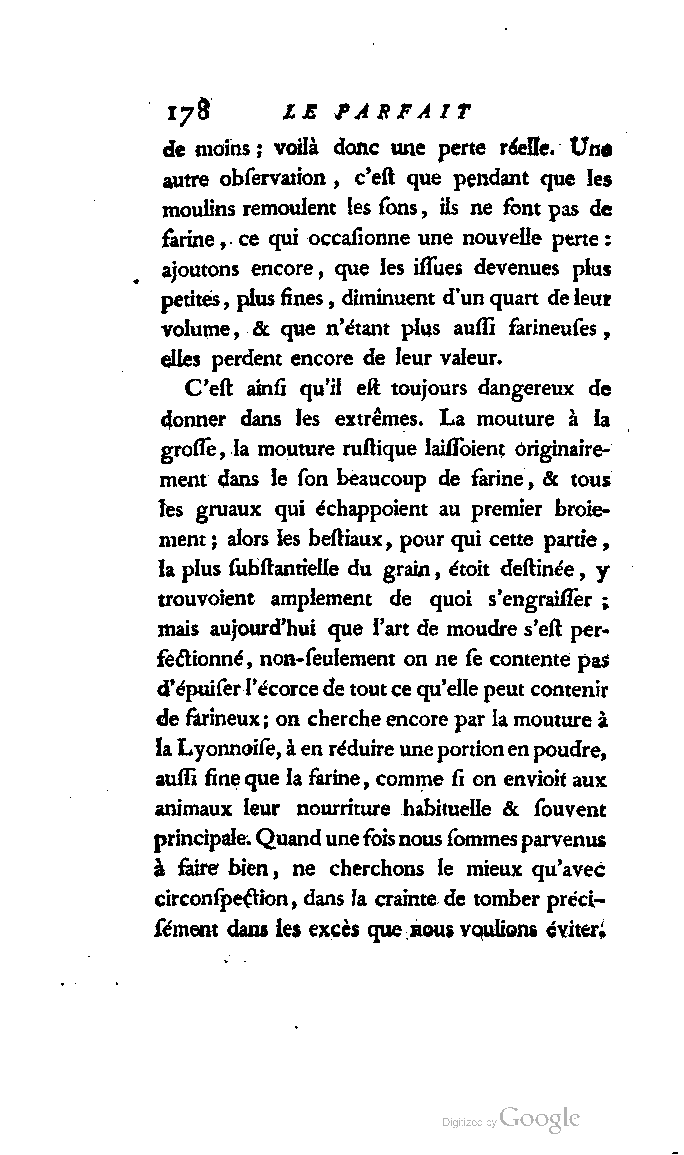 178 LE PARFAIT
de moins ; voilà donc une perte réelle. Une
autre obſervation , c'eſt que pendant que les
moulins remoulent les ſons, ils ne font pas de
farine , ce qui occaſionne une nouvelle perte :
ajoutons encore , que les iſſues devenues plus
petites , plus fines , diminuent d'un quart de leur
volume, & que n'étant plus auſſi farineuſes ,
elles perdent encore de leur valeur.
C'eſt ainſi qu'il eſt toujours dangereux de
donner dans les extrêmes. La mouture à la
groſſe, la mouture ruſtique laiſſoient originaire-
ment dans le ſon beaucoup de farine , & tous
les gruaux qui échappoient au premier broie-
ment ; alors les beſtiaux, pour qui cette partie ,
la plus ſubſtantielle du grain, étoit deſtinée , y
trouvoient amplement de quoi s'engraiſſer ;
mais aujourd'hui que l'art de moudre s'eſt per-
fectionné, non-ſeulement on ne ſe contente pas
d'épuiſer l'écorce de tout ce qu'elle peut contenir
de farineux; on cherche encore par la mouture à
la Lyonnoiſe, à en réduire une portion en poudre,
auſſi fine que la farine, comme ſi on envioit aux
animaux leur nourriture habituelle & ſouvent
principale. Quand une fois nous ſommes parvenus
à faire bien, ne cherchons le mieux qu'avec
circonſpection, dans la crainte de tomber préci-
ſément dans les excès que nous voulions éviter.
Digitized by Google